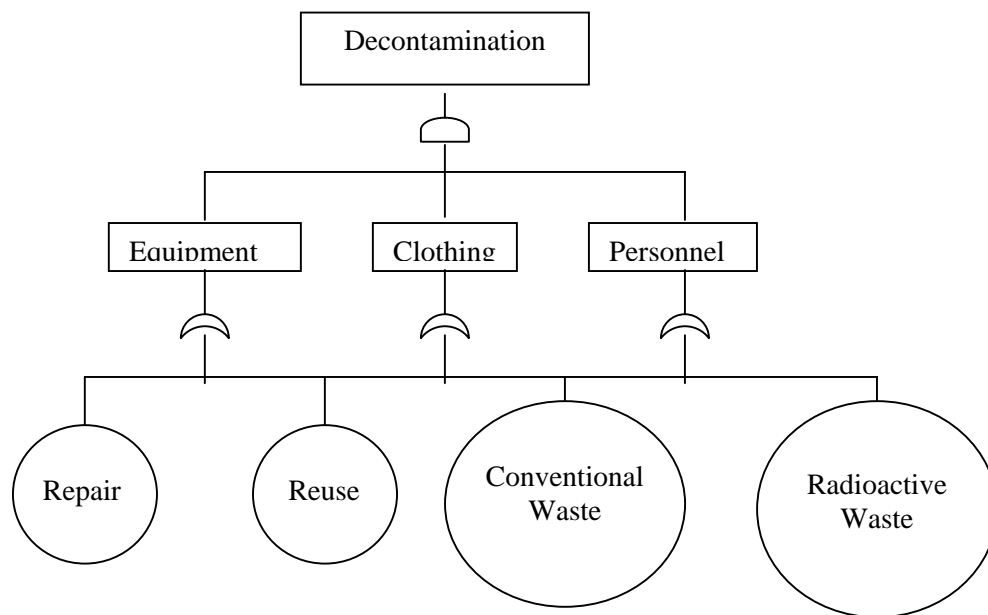 Decontamination
Equipment
Clothing
Personnel
Repair
Reuse
Conventional
Waste
Radioactive
Waste